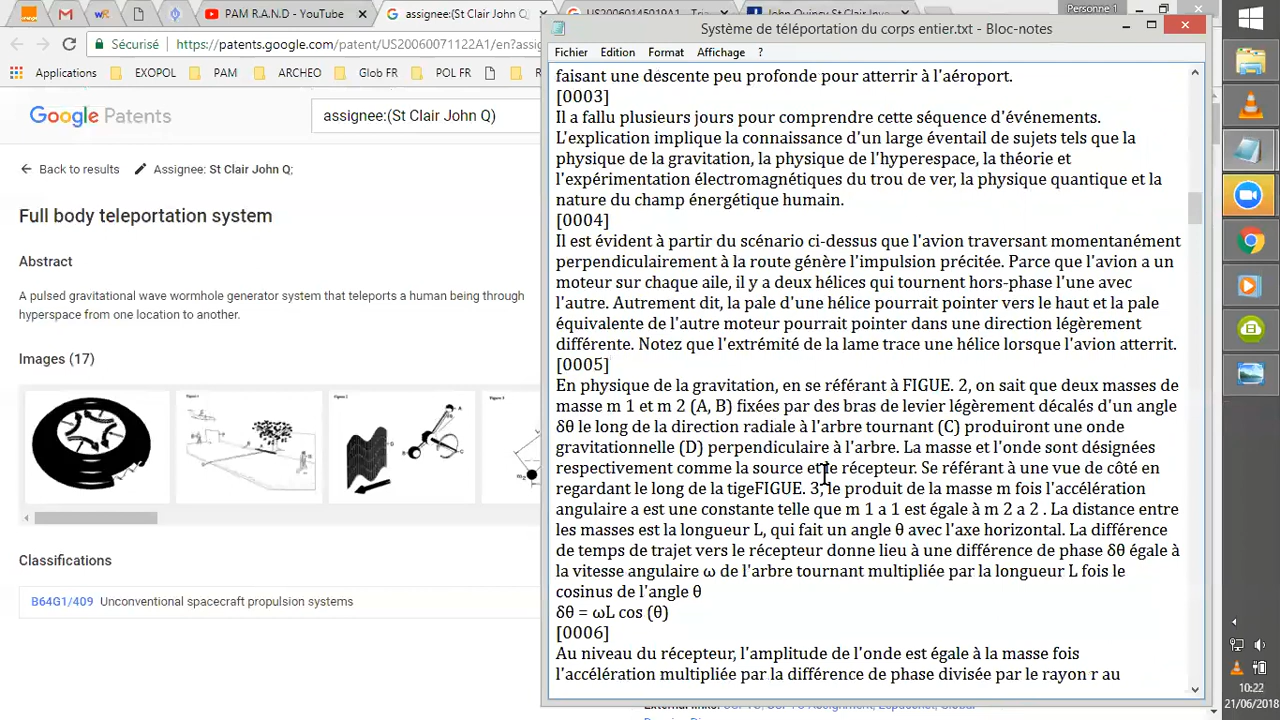 PAM R.A.N.D - YouTube
assignee:(St Clair John Q)
Personne 1
Sécurisé
https://patents.google.com/patent/US20060071122A1/en?assig
Applications
EXOPOL
PAM
ARCHEO
Glob FR
POL FR
Google Patents
assignee:(St Clair John Q)
Back to results
Assignee: St Clair John Q;
Full body teleportation system
Abstract
A pulsed gravitational wave wormhole generator system that teleports a human being through
hyperspace from one location to another.
Images (17)
Classifications
B64G1/409 Unconventional spacecraft propulsion systems
Système de téléportation du corps entier.txt - Bloc-notes
Fichier Edition Format Affichage ?
faisant une descente peu profonde pour atterrir à l'aéroport.
[0003]
Il a fallu plusieurs jours pour comprendre cette séquence d'événements.
L'explication implique la connaissance d'un large éventail de sujets tels que la
physique de la gravitation, la physique de l'hyperespace, la théorie et
l'expérimentation électromagnétiques du trou de ver, la physique quantique et la
nature du champ énergétique humain.
[0004]
Il est évident à partir du scénario ci-dessus que l'avion traversant momentanément
perpendiculairement à la route génère l'impulsion précitée. Parce que l'avion a un
moteur sur chaque aile, il y a deux hélices qui tournent hors-phase l'une avec
l'autre. Autrement dit, la pale d'une hélice pourrait pointer vers le haut et la pale
équivalente de l'autre moteur pourrait pointer dans une direction légèrement
différente. Notez que l'extrémité de la lame trace une hélice lorsque l'avion atterrit.
[0005]
En physique de la gravitation, en se référant à FIGUE. 2, on sait que deux masses de
masse m 1 et m 2 (A, B) fixées par des bras de levier légèrement décalés d'un angle
δθ le long de la direction radiale à l'arbre tournant (C) produiront une onde
gravitationnelle (D) perpendiculaire à l'arbre. La masse et l'onde sont désignées
respectivement comme la source et le récepteur. Se référant à une vue de côté en
regardant le long de la tigeFIGUE. 3, le produit de la masse m fois l'accélération
angulaire a est une constante telle que m 1 a 1 est égale à m 2 a 2 . La distance entre
les masses est la longueur L, qui fait un angle θ avec l'axe horizontal. La différence
de temps de trajet vers le récepteur donne lieu à une différence de phase δθ égale à
la vitesse angulaire ω de l'arbre tournant multipliée par la longueur L fois le
cosinus de l'angle θ
δθ = ωL cos (θ)
[0006]
Au niveau du récepteur, l'amplitude de l'onde est égale à la masse fois
l'accélération multipliée par la différence de phase divisée par le rayon r au
10:22
21/06/2018